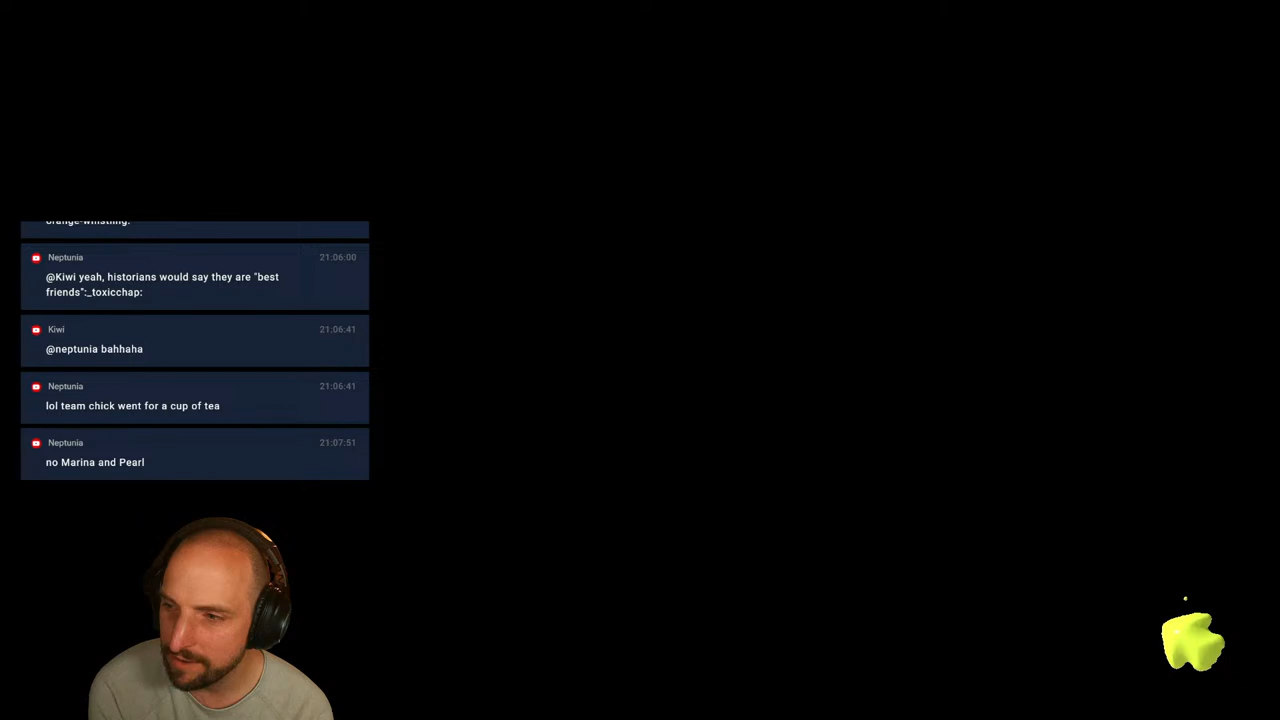 orange-whistling:
Neptunia 21:06:00
@Kiwi yeah, historians would say they are "best
friends":_toxicchap:
Kiwi 21:06:41
@neptunia bahhaha
Neptunia 21:06:41
lol team chick went for a cup of tea
Neptunia 21:07:51
no Marina and Pearl